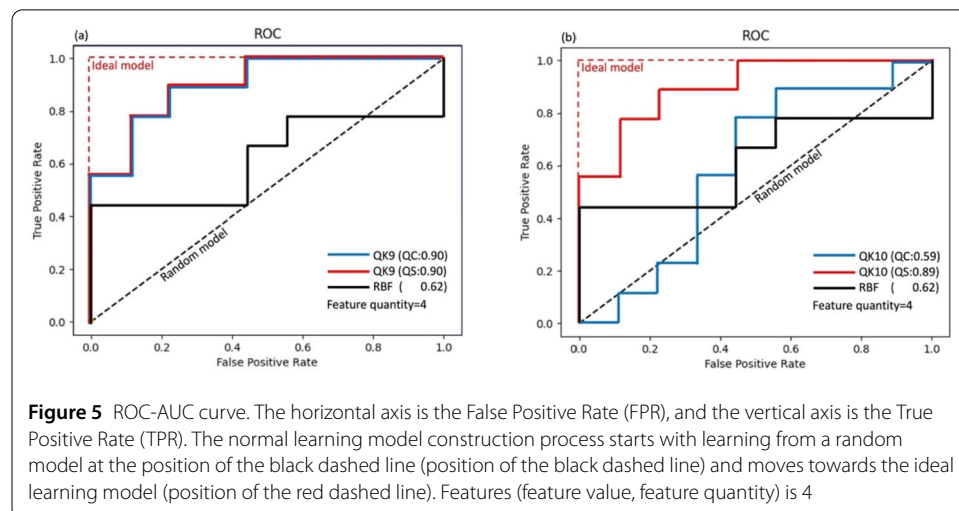 (a)
ROC
Ideal model
1.0
0.8
0.6
0.4
0.2
0.0
True Positive Rate
Random model
QK9 (QC:0.90)
QK9 (QS:0.90)
RBF ( 0.62)
Feature quantity=4
0.0 0.2 0.4 0.6 0.8 1.0
False Positive Rate
(b)
ROC
Ideal model
1.0
0.8
0.6
0.4
0.2
0.0
True Positive Rate
Random model
QK10 (QC:0.59)
QK10 (QS:0.89)
RBF ( 0.62)
Feature quantity=4
0.0 0.2 0.4 0.6 0.8 1.0
False Positive Rate
Figure 5 ROC-AUC curve. The horizontal axis is the False Positive Rate (FPR), and the vertical axis is the True
Positive Rate (TPR). The normal learning model construction process starts with learning from a random
model at the position of the black dashed line (position of the black dashed line) and moves towards the ideal
learning model (position of the red dashed line). Features (feature value, feature quantity) is 4